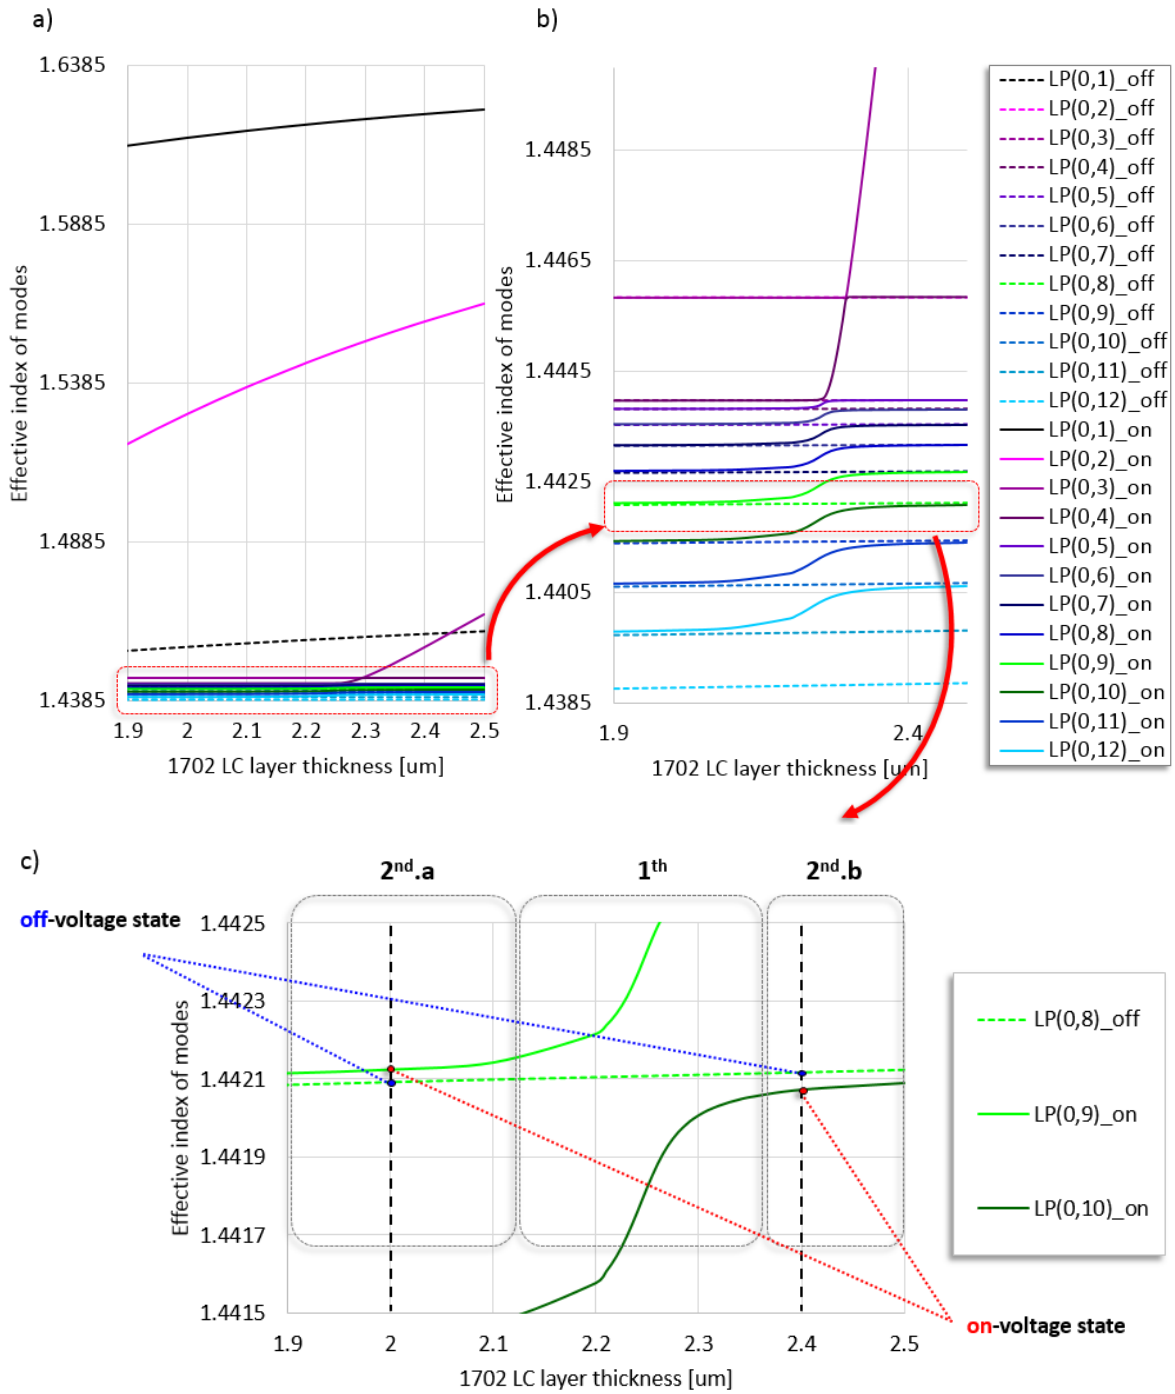 a)
1.6385
1.5885
1.5385
1.4885
1.4385
Effective index of modes
1.9 2 2.1 2.2 2.3 2.4 2.5
1702 LC layer thickness [um]
b)
1.4485
1.4465
1.4445
1.4425
1.4405
1.4385
Effective index of modes
1.9 2.4
1702 LC layer thickness [um]
LP(0,1)_off
LP(0,2)_off
LP(0,3)_off
LP(0,4)_off
LP(0,5)_off
LP(0,6)_off
LP(0,7)_off
LP(0,8)_off
LP(0,9)_off
LP(0,10)_off
LP(0,11)_off
LP(0,12)_off
LP(0,1)_on
LP(0,2)_on
LP(0,3)_on
LP(0,4)_on
LP(0,5)_on
LP(0,6)_on
LP(0,7)_on
LP(0,8)_on
LP(0,9)_on
LP(0,10)_on
LP(0,11)_on
LP(0,12)_on
c)
2nd.a 1th 2nd.b
off-voltage state
1.4425
1.4423
1.4421
1.4419
1.4417
1.4415
Effective index of modes
1.9 2 2.1 2.2 2.3 2.4 2.5
1702 LC layer thickness [um]
LP(0,8)_off
LP(0,9)_on
LP(0,10)_on
on-voltage state